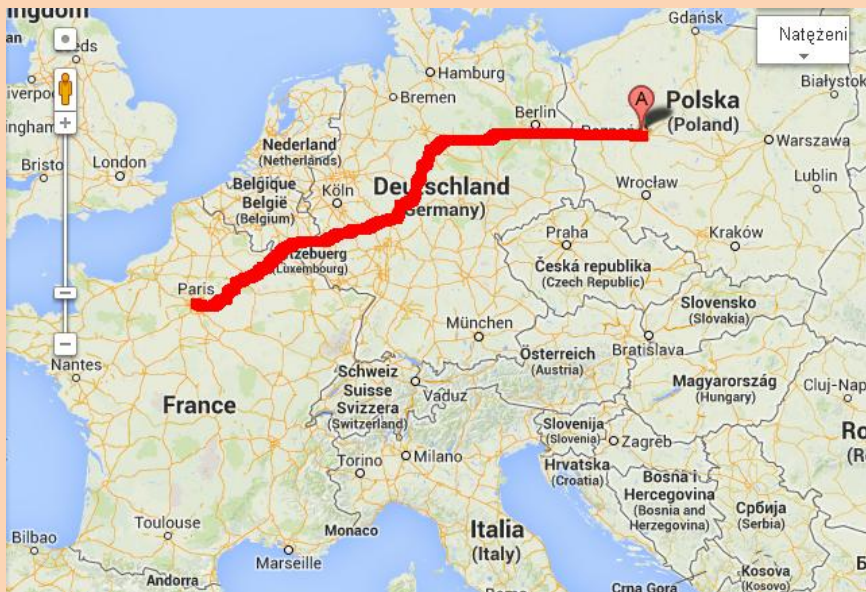 ingdom
Gdańsk
Natężeni
eds
Hamburg
Białystok
iverpool
Bremen
Berlin
A
Polska
(Poland)
ingham
Nederland
(Netherlands)
Warszawa
Bristo
London
België
België
(Belgium)
Köln
Deutschland
(Germany)
Wrocław
Lublin
Praha
Kraków
(Luxembourg)
Česká republika
(Czech Republic)
Paris
Slovensko
(Slovakia)
München
Bratislava
Nantes
Österreich
(Austria)
Schweiz
Suisse
Svizzera
(Switzerland)
Vaduz
Magyarország
(Hungary)
Cluj-Nap
France
Slovenija
(Slovenia)
Zagreb
Ro
(R
Torino
Milano
Hrvatska
(Croatia)
Bosna i
Hercegovina
(Bosnia and
Herzegovina)
Србија
(Serbia)
Toulouse
Monaco
Italia
(Italy)
Bilbao
Marseille
Andorra
Crna Gora
Kosova
(Kosovo)